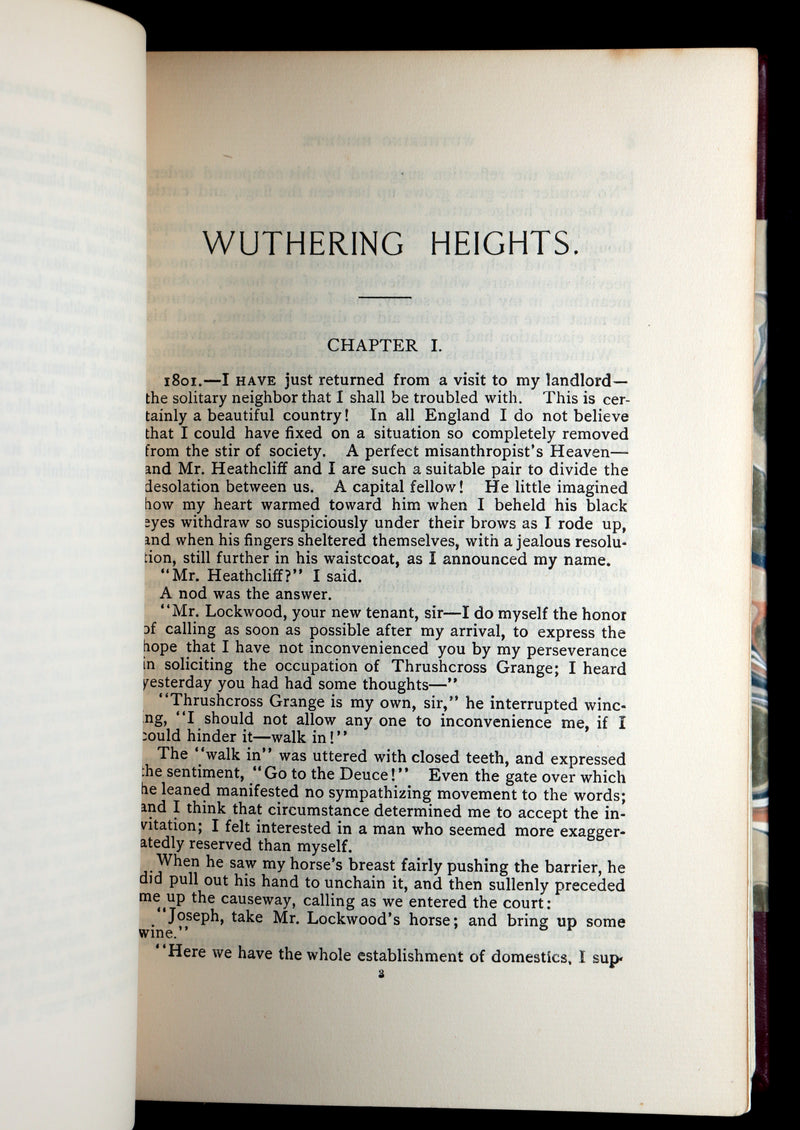 WUTHERING HEIGHTS.
CHAPTER I.
1801.—I HAVE just returned from a visit to my landlord—
the solitary neighbor that I shall be troubled with. This is cer-
tainly a beautiful country! In all England I do not believe
that I could have fixed on a situation so completely removed
from the stir of society. A perfect misanthropist's Heaven—
and Mr. Heathcliff and I are such a suitable pair to divide the
desolation between us. A capital fellow! He little imagined
how my heart warmed toward him when I beheld his black
eyes withdraw so suspiciously under their brows as I rode up,
and when his fingers sheltered themselves, with a jealous resolu-
tion, still further in his waistcoat, as I announced my name.
"Mr. Heathcliff?" I said.
A nod was the answer.
"Mr. Lockwood, your new tenant, sir—I do myself the honor
of calling as soon as possible after my arrival, to express the
hope that I have not inconvenienced you by my perseverance
in soliciting the occupation of Thrushcross Grange; I heard
yesterday you had had some thoughts—"
"Thrushcross Grange is my own, sir," he interrupted winc-
ing, "I should not allow any one to inconvenience me, if I
could hinder it—walk in!"
The "walk in" was uttered with closed teeth, and expressed
the sentiment, "Go to the Deuce!" Even the gate over which
he leaned manifested no sympathizing movement to the words;
and I think that circumstance determined me to accept the in-
vitation; I felt interested in a man who seemed more exagger-
atedly reserved than myself.
When he saw my horse's breast fairly pushing the barrier, he
did pull out his hand to unchain it, and then sullenly preceded
me up the causeway, calling as we entered the court:
"Joseph, take Mr. Lockwood's horse; and bring up some
wine."
"Here we have the whole establishment of domestics, I sup-
3